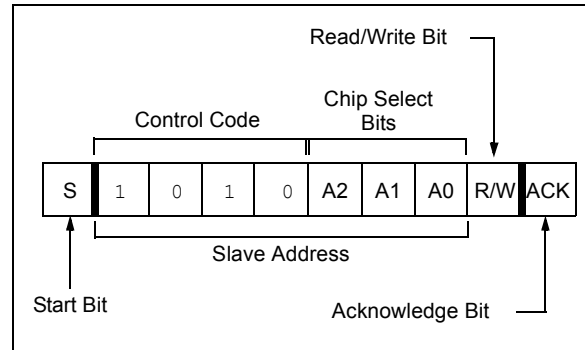 Read/Write Bit
Chip Select
Control Code Bits
S 1 0 1 0 A2 A1 A0 R/W ACK
Slave Address
Start Bit
Acknowledge Bit